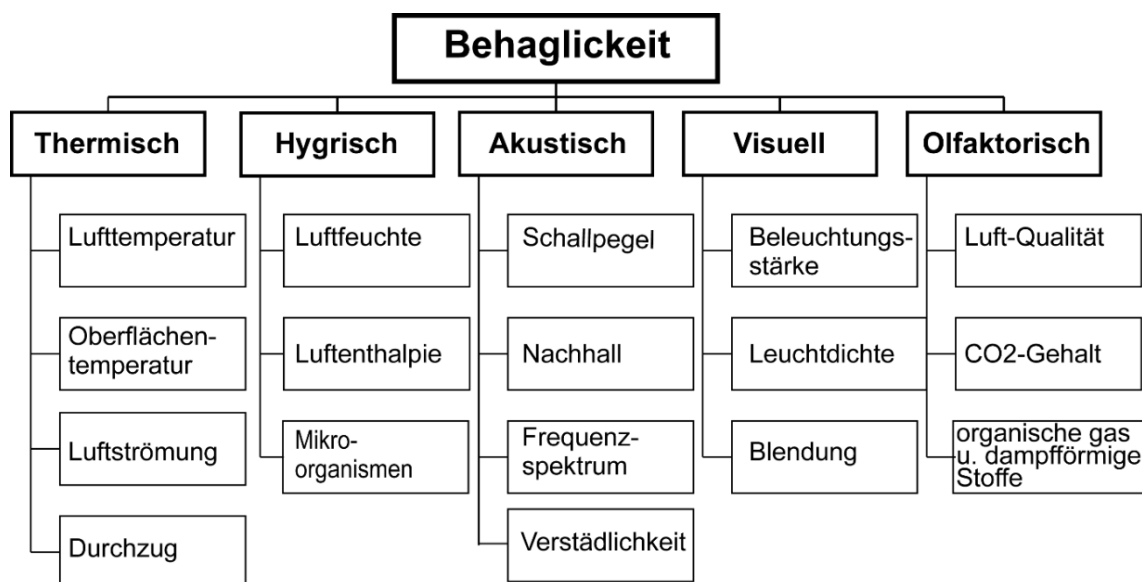 Behaglickeit
Thermisch
Hygrisch
Akustisch
Visuell
Olfaktorisch
Lufttemperatur
Oberflächen-
temperatur
Luftströmung
Durchzug
Luftfeuchte
Luftenthalpie
Mikro-
organismen
Schallpegel
Nachhall
Frequenz-
spektrum
Verstädlichkeit
Beleuchtungs-
stärke
Leuchtdichte
Blendung
Luft-Qualität
CO2-Gehalt
organische gas
u. dampfförmige
Stoffe